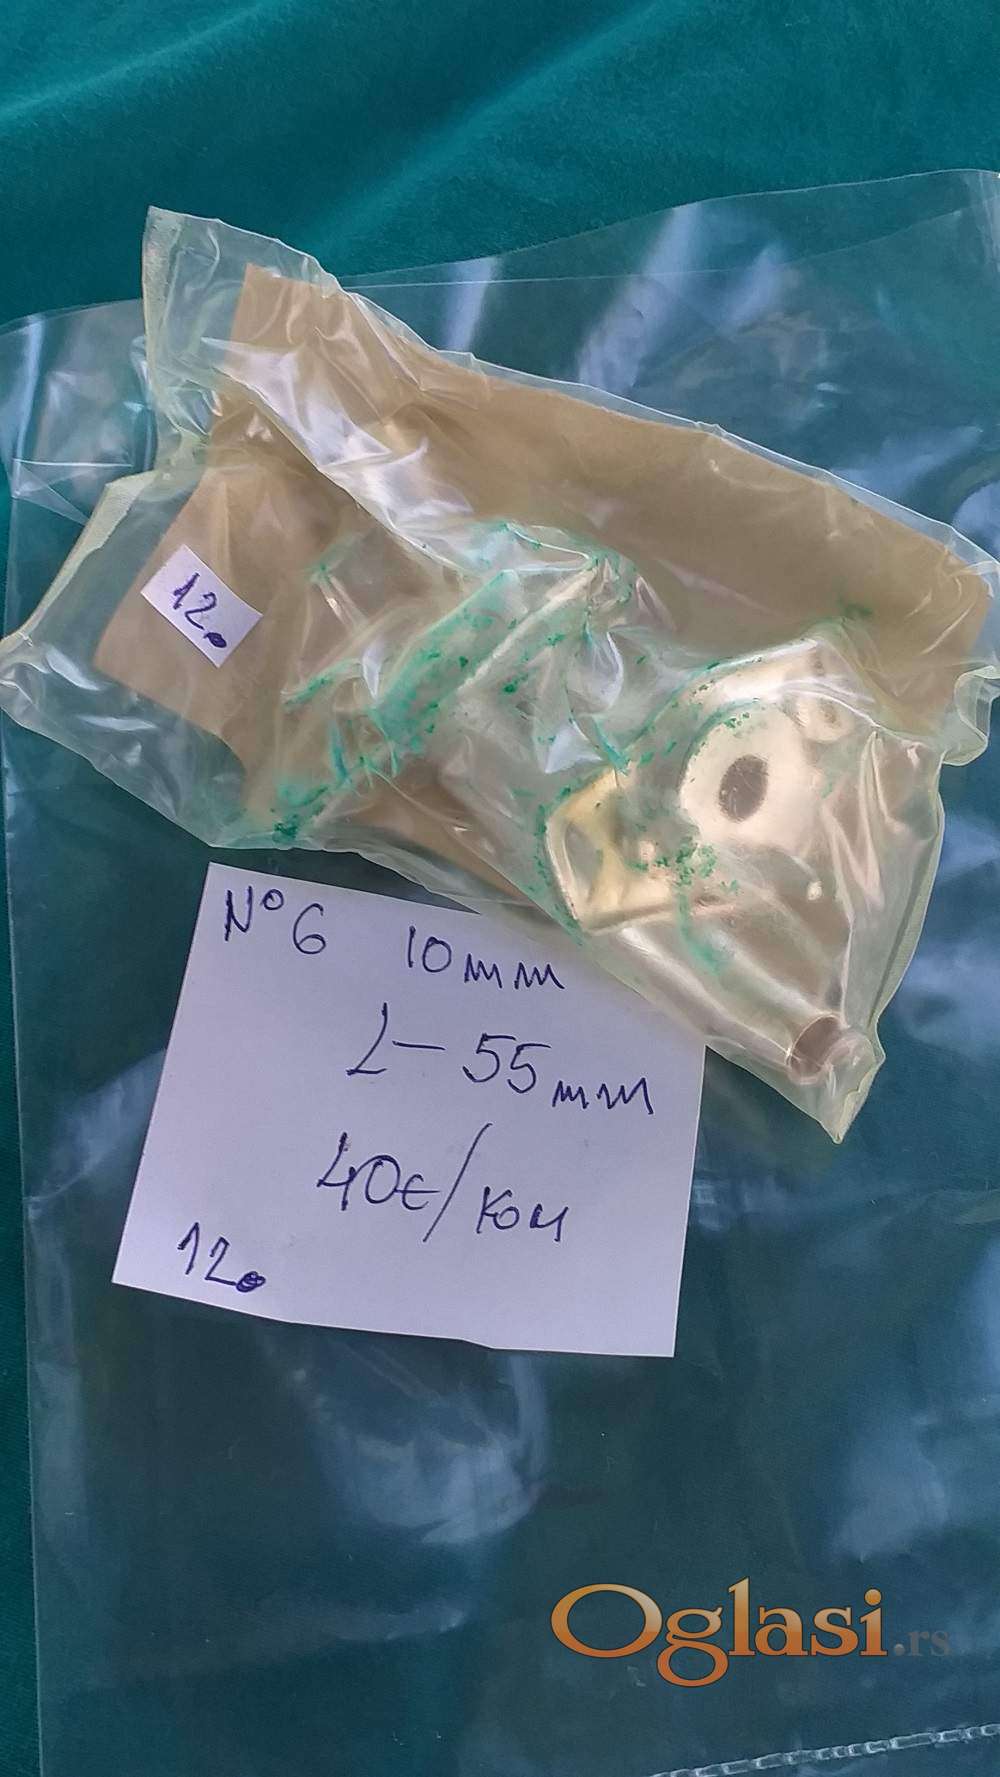 12.
N°6 10mm
L-55mm
40€/ком
12.
Oglasi.rs